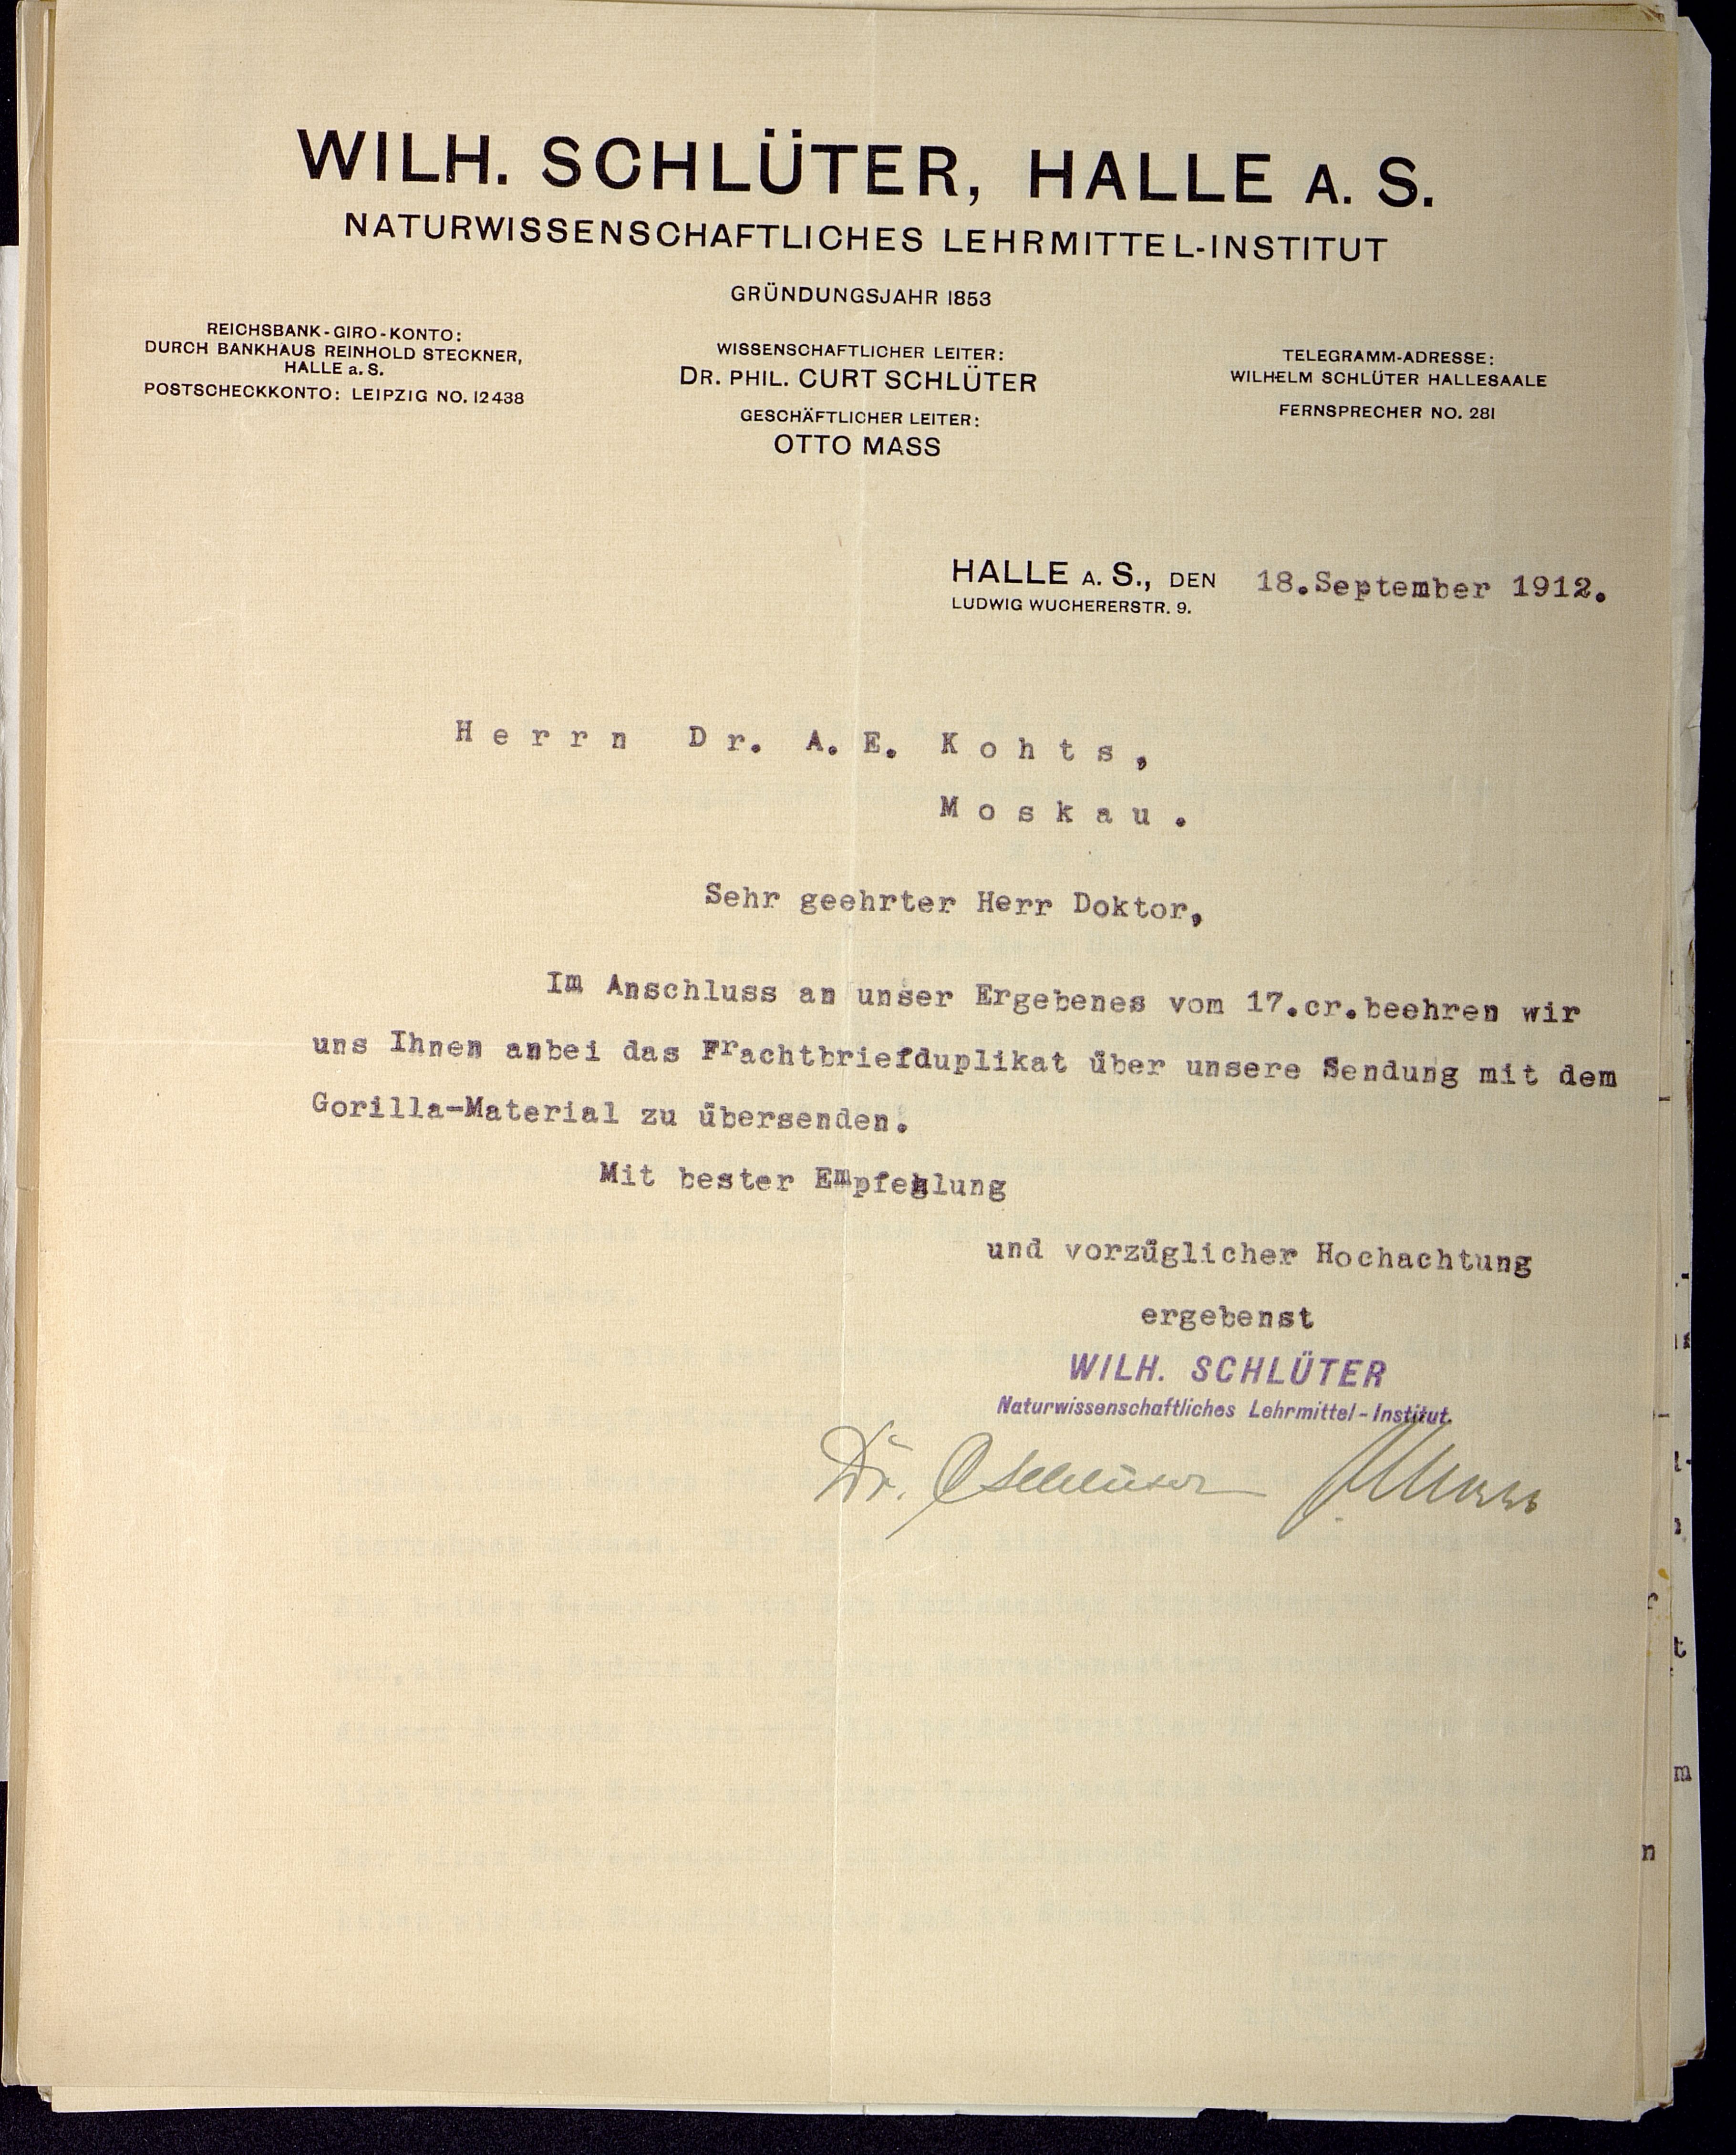 WILH. SCHLÜTER, HALLE A. S.
NATURWISSENSCHAFTLICHES LEHRMITTEL-INSTITUT
GRÜNDUNGSJAHR 1853
REICHSBANK-GIRO-KONTO:
DURCH BANKHAUS REINHOLD STECKNER,
HALLE a. S.
POSTSCHECKKONTO: LEIPZIG NO. 12438
WISSENSCHAFTLICHER LEITER:
DR. PHIL. CURT SCHLÜTER
GESCHÄFTLICHER LEITER:
OTTO MASS
TELEGRAMM-ADRESSE:
WILHELM SCHLÜTER HALLESAALE
FERNSPRECHER NO. 281
HALLE A. S., DEN 18.September 1912.
LUDWIG WUCHERERSTR. 9.
Herrn Dr. A. E. Kohts,
Moskau.
Sehr geehrter Herr Doktor,
Im Anschluss an unser Ergebenes vom 17.cr.beehren wir
uns Ihnen anbei das Frachtbriefduplikat über unsere Sendung mit dem
Gorilla-Material zu übersenden.
Mit bester Empfehlung
und vorzüglicher Hochachtung
ergebenst
WILH. SCHLÜTER
Naturwissenschaftliches Lehrmittel-Institut.
Dr. C Schlüter